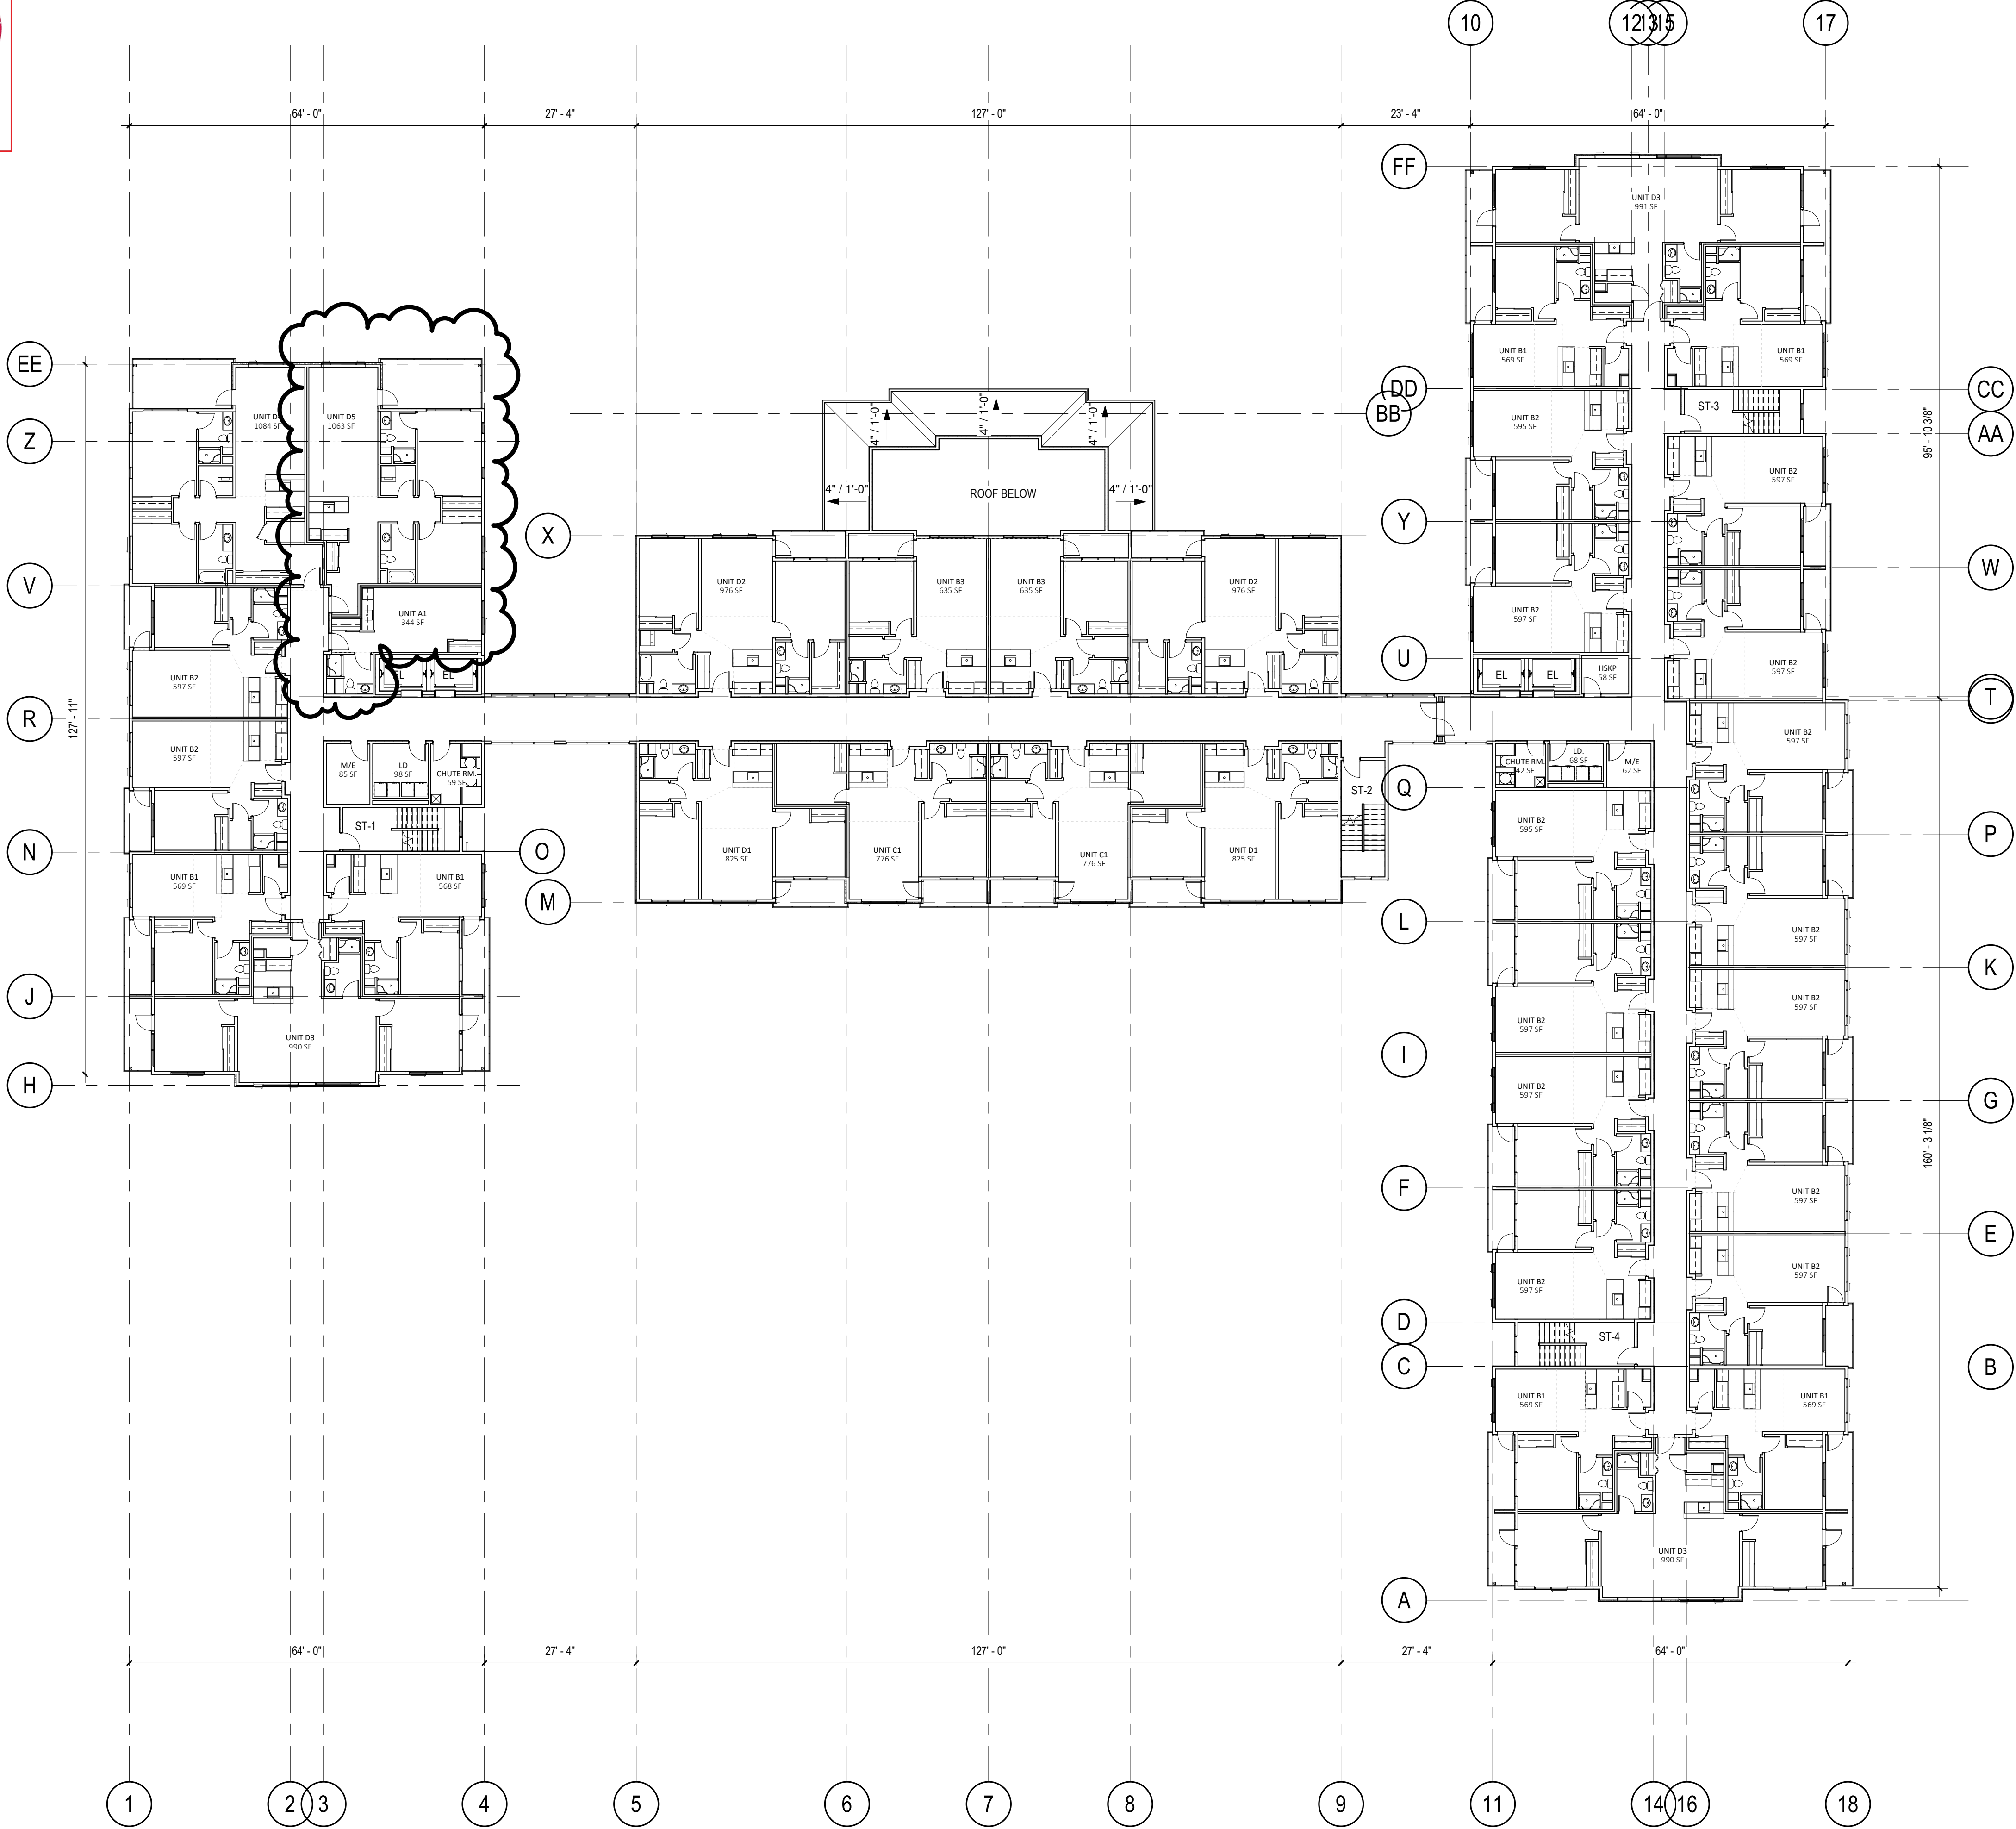 10
12
13
15
17
64' - 0"
27' - 4"
127' - 0"
23' - 4"
64' - 0"
FF
UNIT D3
991 SF
EE
UNIT B1
569 SF
UNIT B1
569 SF
DD
BB
CC
4" / 1'-0"
4" / 1'-0"
4" / 1'-0"
ST-3
UNIT D5
1063 SF
1084 SF
UNIT B2
595 SF
Z
AA
95' - 10 3/8"
UNIT B2
597 SF
4" / 1'-0"
ROOF BELOW
4" / 1'-0"
X
Y
V
W
UNIT D2
976 SF
UNIT B3
635 SF
UNIT B3
635 SF
UNIT D2
976 SF
UNIT A1
344 SF
UNIT B2
597 SF
U
UNIT B2
597 SF
EL
EL
EL
HSKP
58 SF
UNIT B2
597 SF
T
R
127' - 11"
UNIT B2
597 SF
UNIT B2
597 SF
M/E
85 SF
LD
98 SF
CHUTE RM.
59 SF
CHUTE RM.
42 SF
LD.
68 SF
M/E
62 SF
Q
ST-2
ST-1
UNIT B2
595 SF
P
N
O
UNIT D1
825 SF
UNIT C1
776 SF
UNIT C1
776 SF
UNIT D1
825 SF
UNIT B1
569 SF
UNIT B1
568 SF
M
L
UNIT B2
597 SF
K
J
UNIT B2
597 SF
UNIT B2
597 SF
UNIT D3
990 SF
I
H
UNIT B2
597 SF
G
160' - 3 1/8"
F
UNIT B2
597 SF
E
UNIT B2
597 SF
UNIT B2
597 SF
D
ST-4
C
B
UNIT B1
569 SF
UNIT B1
569 SF
UNIT D3
990 SF
A
64' - 0"
27' - 4"
127' - 0"
27' - 4"
64' - 0"
1
2
3
4
5
6
7
8
9
11
14
16
18